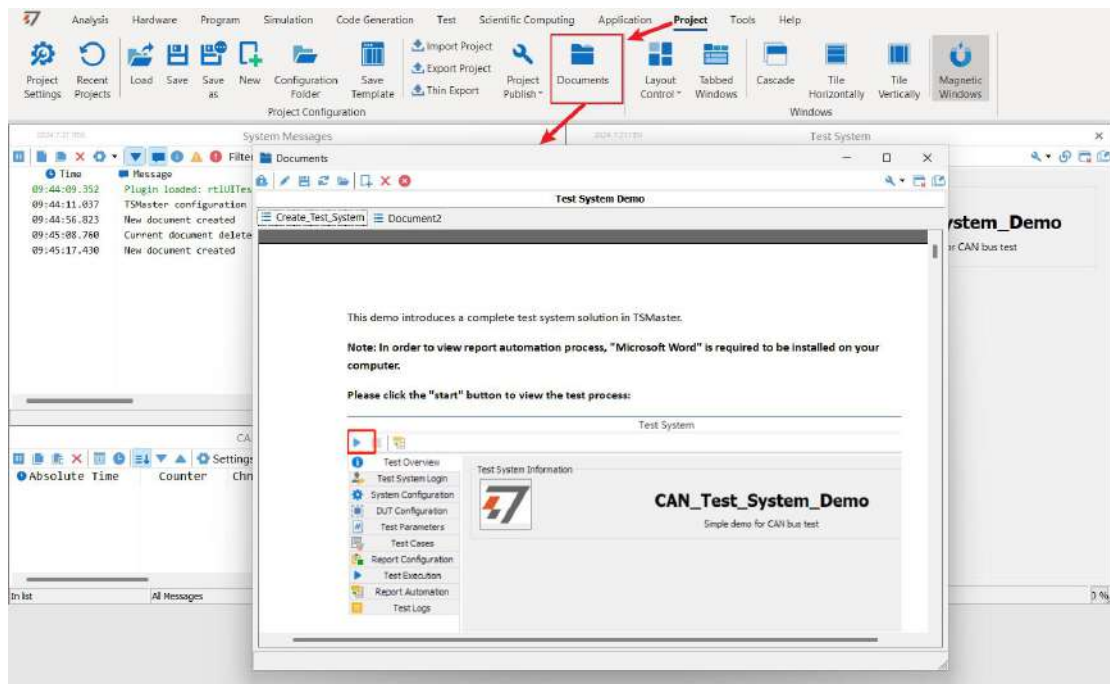 Analysis Hardware Program Simulation Code Generation Test Scientific Computing Application Project Tools Help
Import Project
Export Project
Thin Export
Project Settings
Recent Projects
Load
Save
Save as
New
Configuration Folder
Save Template
Project Publish
Documents
Layout Control
Tabbed Windows
Cascade
Tile Horizontally
Tile Vertically
Magnetic Windows
Project Configuration
Windows
System Messages
Test System
Filte
Time Message
09:44:09.352 Plugin loaded: rtlUITes
09:44:11.037 TSMaster configuration
09:44:56.823 New document created
09:45:08.760 Current document delete
09:45:17.430 New document created
ystem_Demo
or CAN bus test
Documents
Test System Demo
Create_Test_System Document2
This demo introduces a complete test system solution in TSMaster.
Note: In order to view report automation process, "Microsoft Word" is required to be installed on your
computer.
Please click the "start" button to view the test process:
Test System
Test Overview
Test System Login
System Configuration
DUT Configuration
Test Parameters
Test Cases
Report Configuration
Test Execution
Report Automation
Test Logs
Test System Information
CAN_Test_System_Demo
Simple demo for CAN bus test
CA
Settings
Absolute Time Counter Chn
In list All Messages
0 %